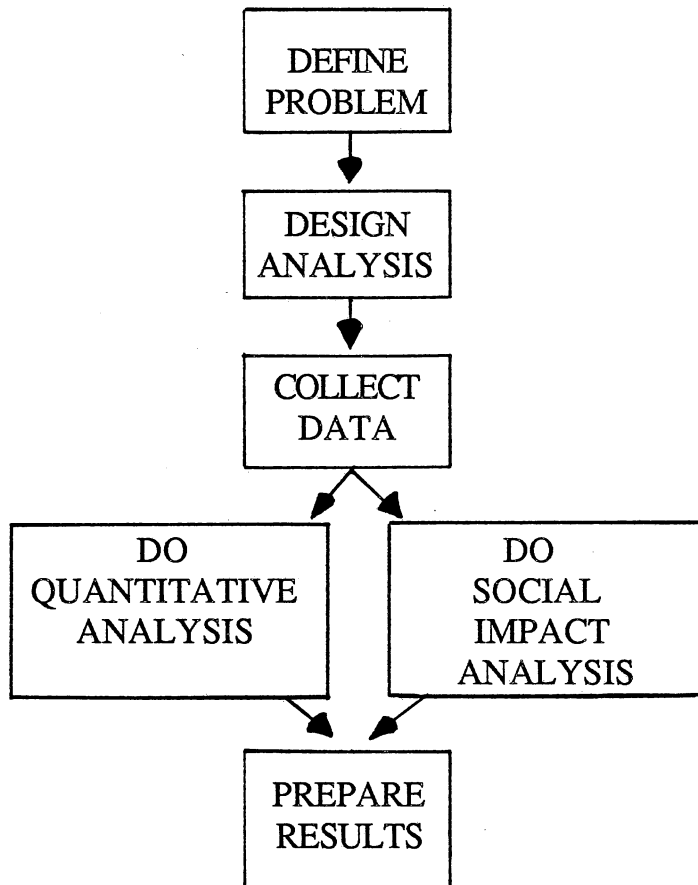 DEFINE
PROBLEM
DESIGN
ANALYSIS
COLLECT
DATA
DO
QUANTITATIVE
ANALYSIS
DO
SOCIAL
IMPACT
ANALYSIS
PREPARE
RESULTS